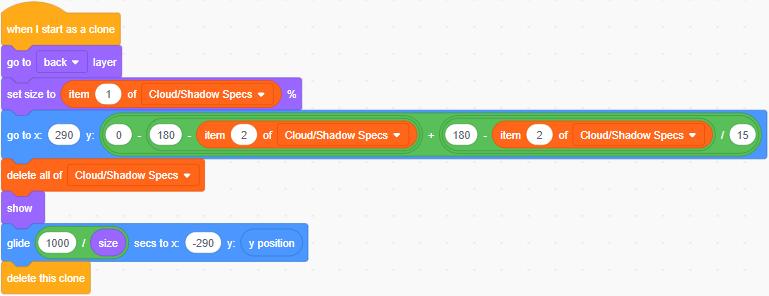 when I start as a clone
go to back layer
set size to item 1 of Cloud/Shadow Specs %
go to x: 290 y: 0 - 180 - item 2 of Cloud/Shadow Specs + 180 - item 2 of Cloud/Shadow Specs / 15
delete all of Cloud/Shadow Specs
show
glide 1000 / size secs to x: -290 y: y position
delete this clone